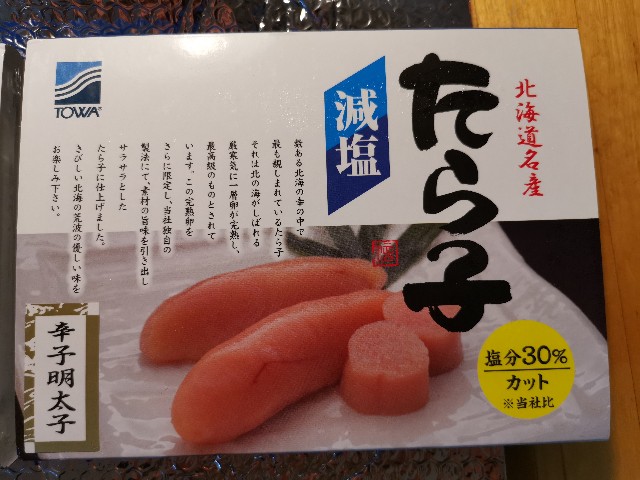 TOWA
北海道名産
たら子
減塩
数ある北海の幸の中で
最も親しまれているたら子
それは北の海がしばれる
厳寒気に一層卵が完熟し、
最高級のものとされて
います。この完熟卵を
さらに限定し、当社独自の
製法にて、素材の旨味を引き出し
サラサラとした
たら子に仕上げました。
きびしい北海の荒波の優しい味を
お楽しみ下さい。
塩分30%
カット
※当社比
辛子明太子